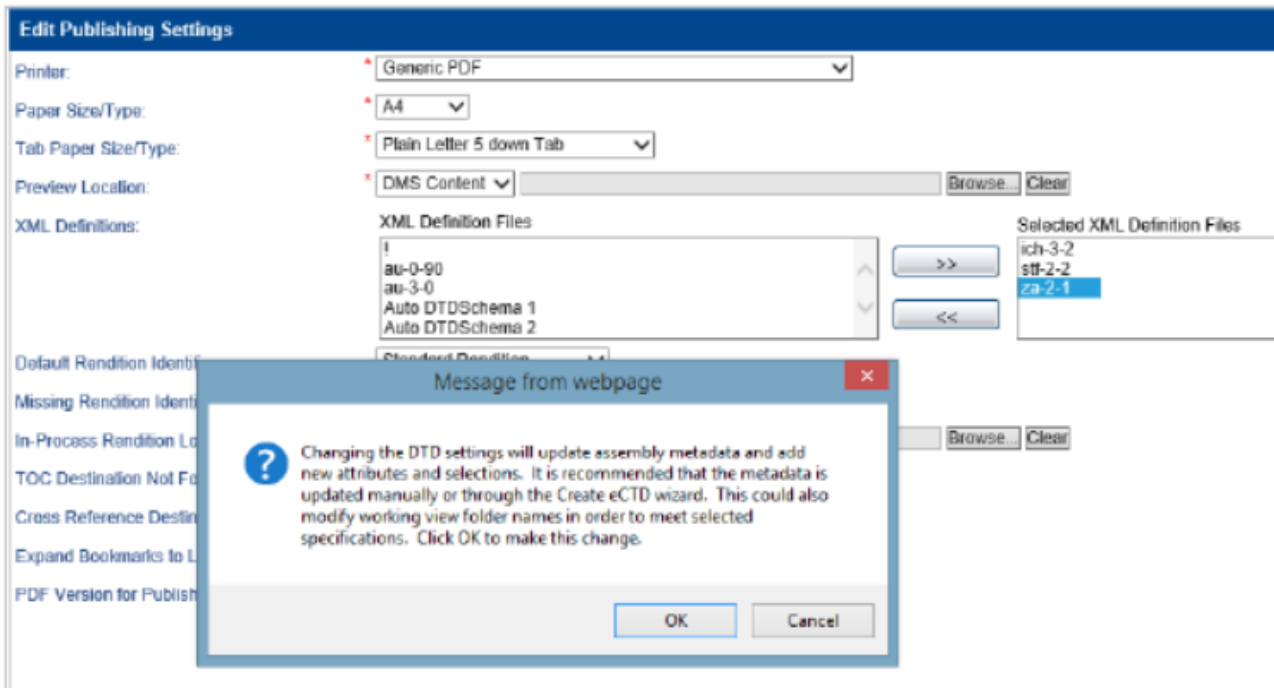 Edit Publishing Settings
Printer: * Generic PDF
Paper Size/Type: * A4
Tab Paper Size/Type: * Plain Letter 5 down Tab
Preview Location: * DMS Content Browse... Clear
XML Definitions: XML Definition Files Selected XML Definition Files
! ich-3-2
au-0-90 >> stf-2-2
au-3-0 za-2-1
Auto DTDSchema 1
Auto DTDSchema 2 <<
Default Rendition Identif Standard Rendition
Message from webpage
Missing Rendition Identi
In-Process Rendition Lo Browse... Clear
TOC Destination Not Fo
Cross Reference Destin
Expand Bookmarks to L
PDF Version for Publish
Changing the DTD settings will update assembly metadata and add
new attributes and selections. It is recommended that the metadata is
updated manually or through the Create eCTD wizard. This could also
modify working view folder names in order to meet selected
specifications. Click OK to make this change.
OK Cancel